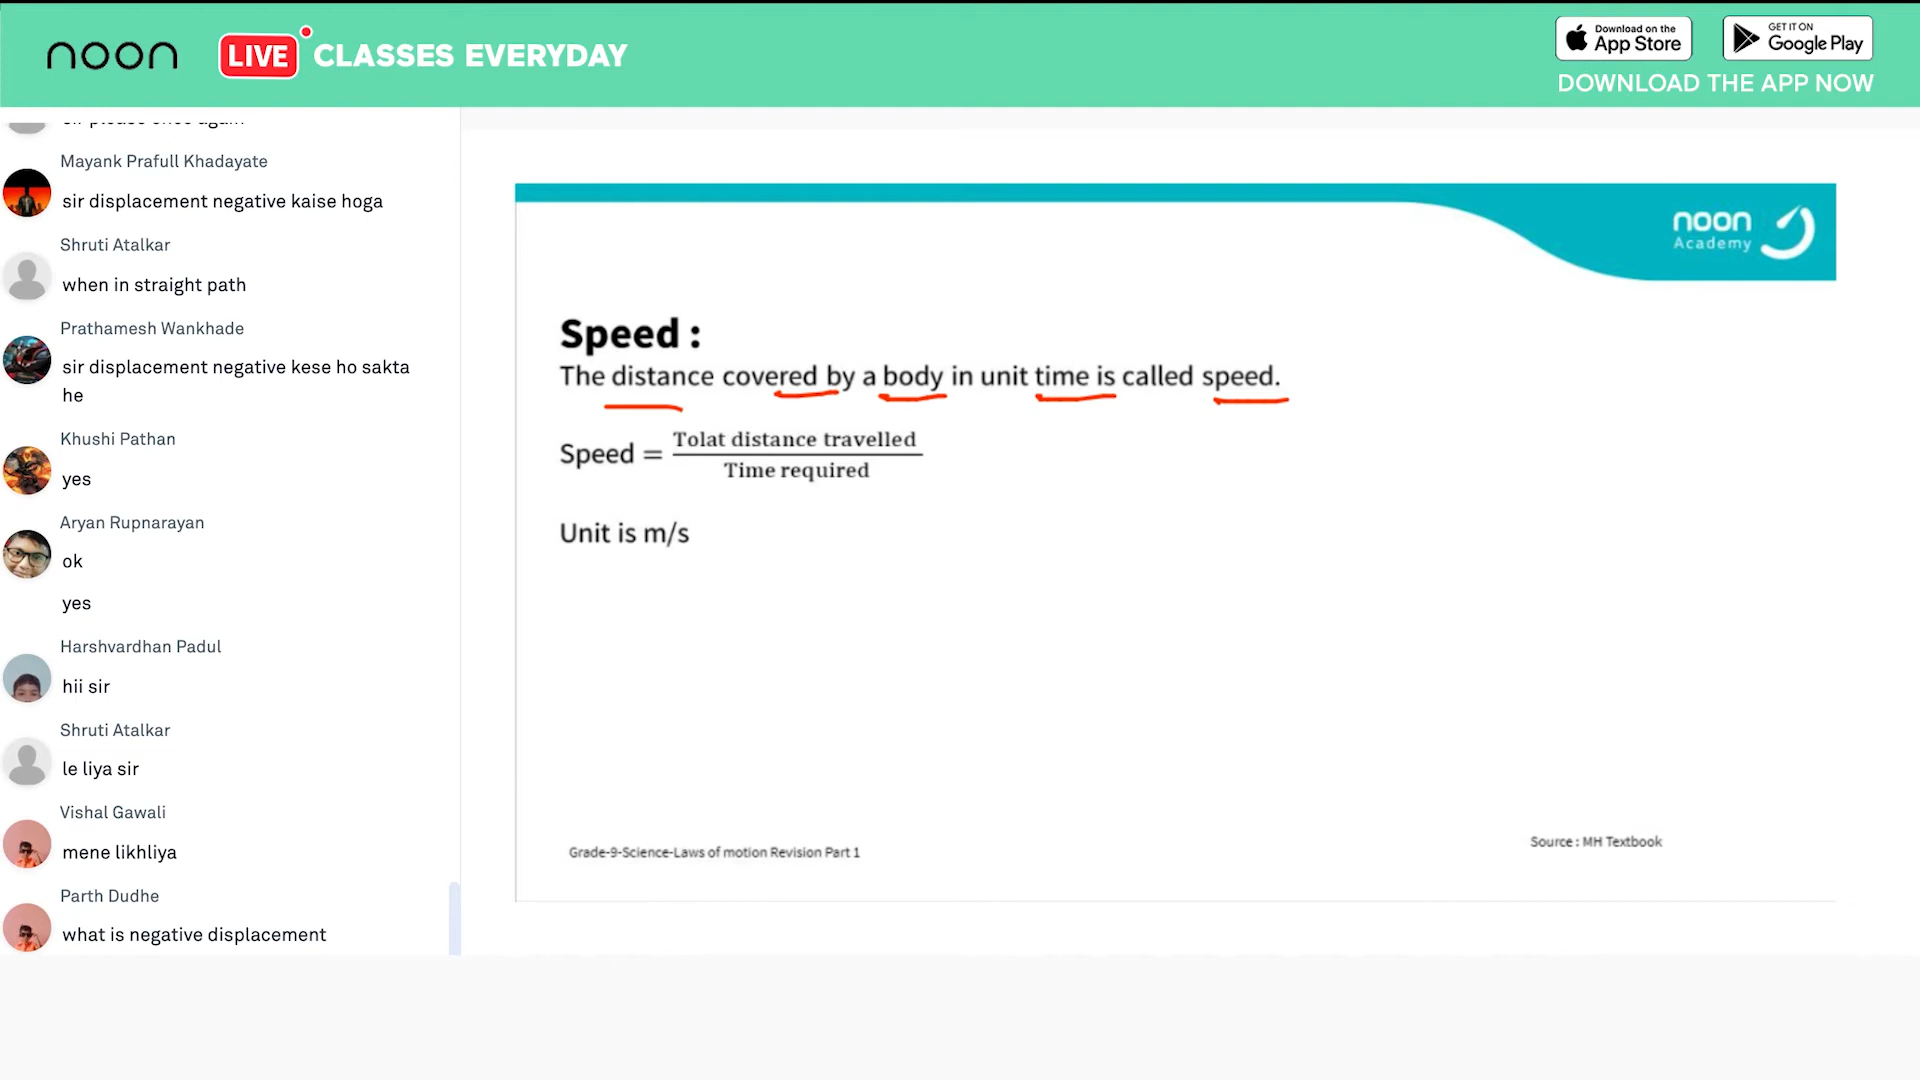 noon LIVE CLASSES EVERYDAY
Download on the App Store
GET IT ON Google Play
DOWNLOAD THE APP NOW
sir please once again
Mayank Prafull Khadayate
sir displacement negative kaise hoga
Shruti Atalkar
when in straight path
Prathamesh Wankhade
sir displacement negative kese ho sakta
he
Khushi Pathan
yes
Aryan Rupnarayan
ok
yes
Harshvardhan Padul
hii sir
Shruti Atalkar
le liya sir
Vishal Gawali
mene likhliya
Parth Dudhe
what is negative displacement
noon
Academy
Speed :
The distance covered by a body in unit time is called speed.
Speed = Tolat distance travelled / Time required
Unit is m/s
Grade-9-Science-Laws of motion Revision Part 1
Source : MH Textbook